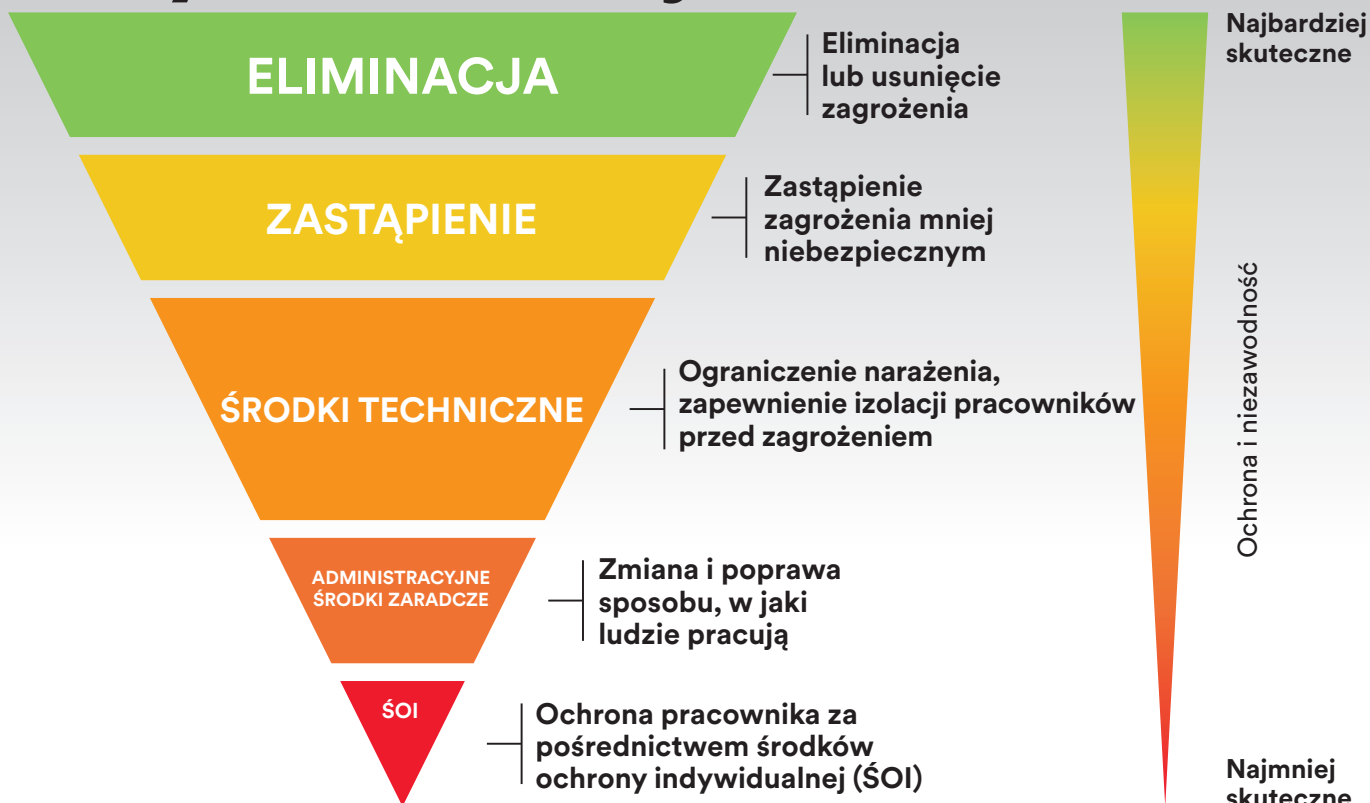 ELIMINACJA
Eliminacja
lub usunięcie
zagrożenia
Najbardziej
skuteczne
ZASTĄPIENIE
Zastąpienie
zagrożenia mniej
niebezpiecznym
ŚRODKI TECHNICZNE
Ograniczenie narażenia,
zapewnienie izolacji pracowników
przed zagrożeniem
Ochrona i niezawodność
ADMINISTRACYJNE
ŚRODKI ZARADCZE
Zmiana i poprawa
sposobu, w jaki
ludzie pracują
ŚOI
Ochrona pracownika za
pośrednictwem środków
ochrony indywidualnej (ŚOI)
Najmniej
skuteczne